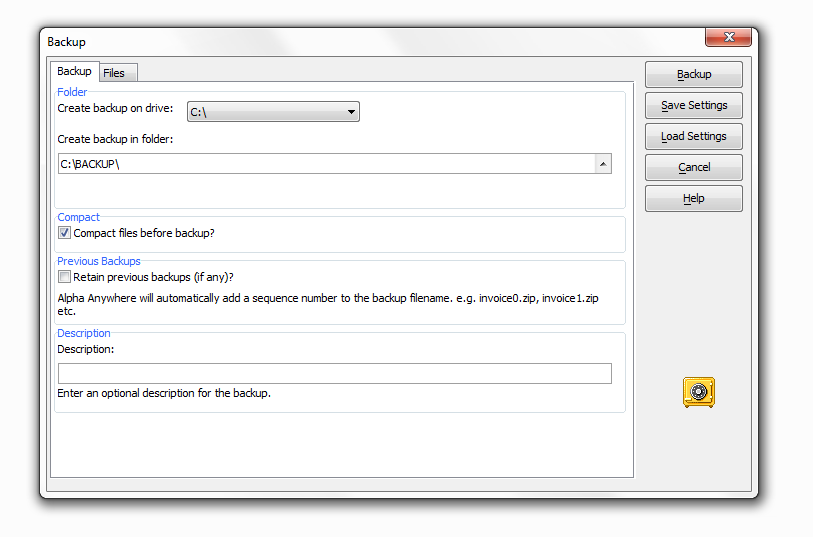 Backup
Backup Files
Folder
Create backup on drive: C:\
Create backup in folder:
C:\BACKUP\
Compact
Compact files before backup?
Previous Backups
Retain previous backups (if any)?
Alpha Anywhere will automatically add a sequence number to the backup filename. e.g. invoice0.zip, invoice1.zip
etc.
Description
Description:
Enter an optional description for the backup.
Backup
Save Settings
Load Settings
Cancel
Help